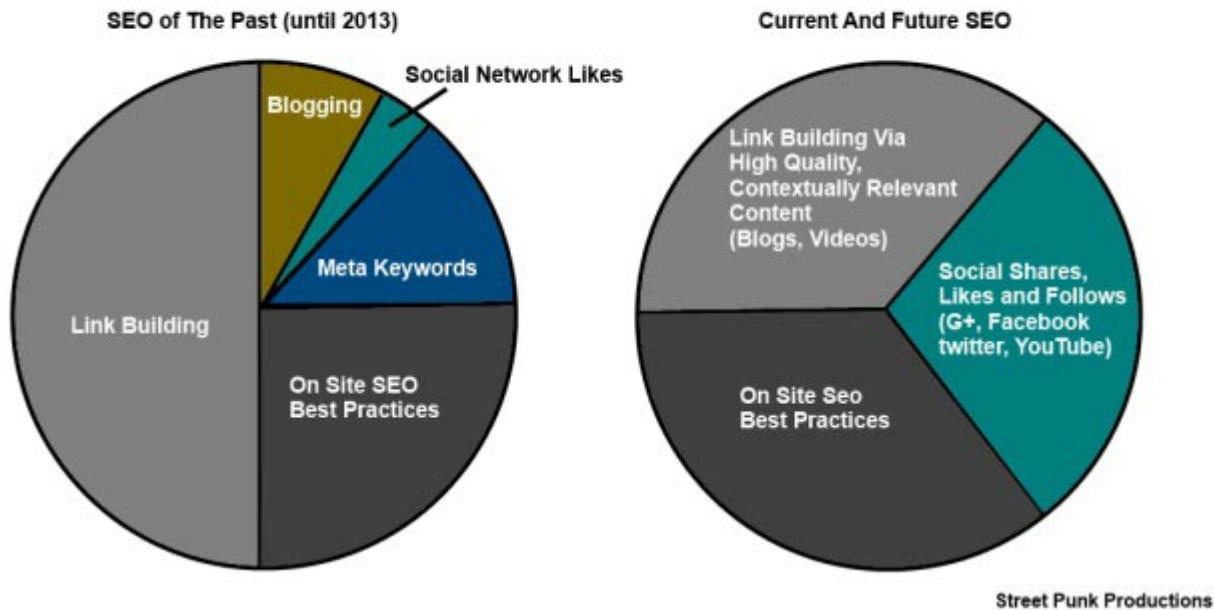 SEO of The Past (until 2013)
Blogging
Social Network Likes
Meta Keywords
Link Building
On Site SEO
Best Practices
Current And Future SEO
Link Building Via
High Quality,
Contextually Relevant
Content
(Blogs, Videos)
Social Shares,
Likes and Follows
(G+, Facebook
twitter, YouTube)
On Site Seo
Best Practices
Street Punk Productions